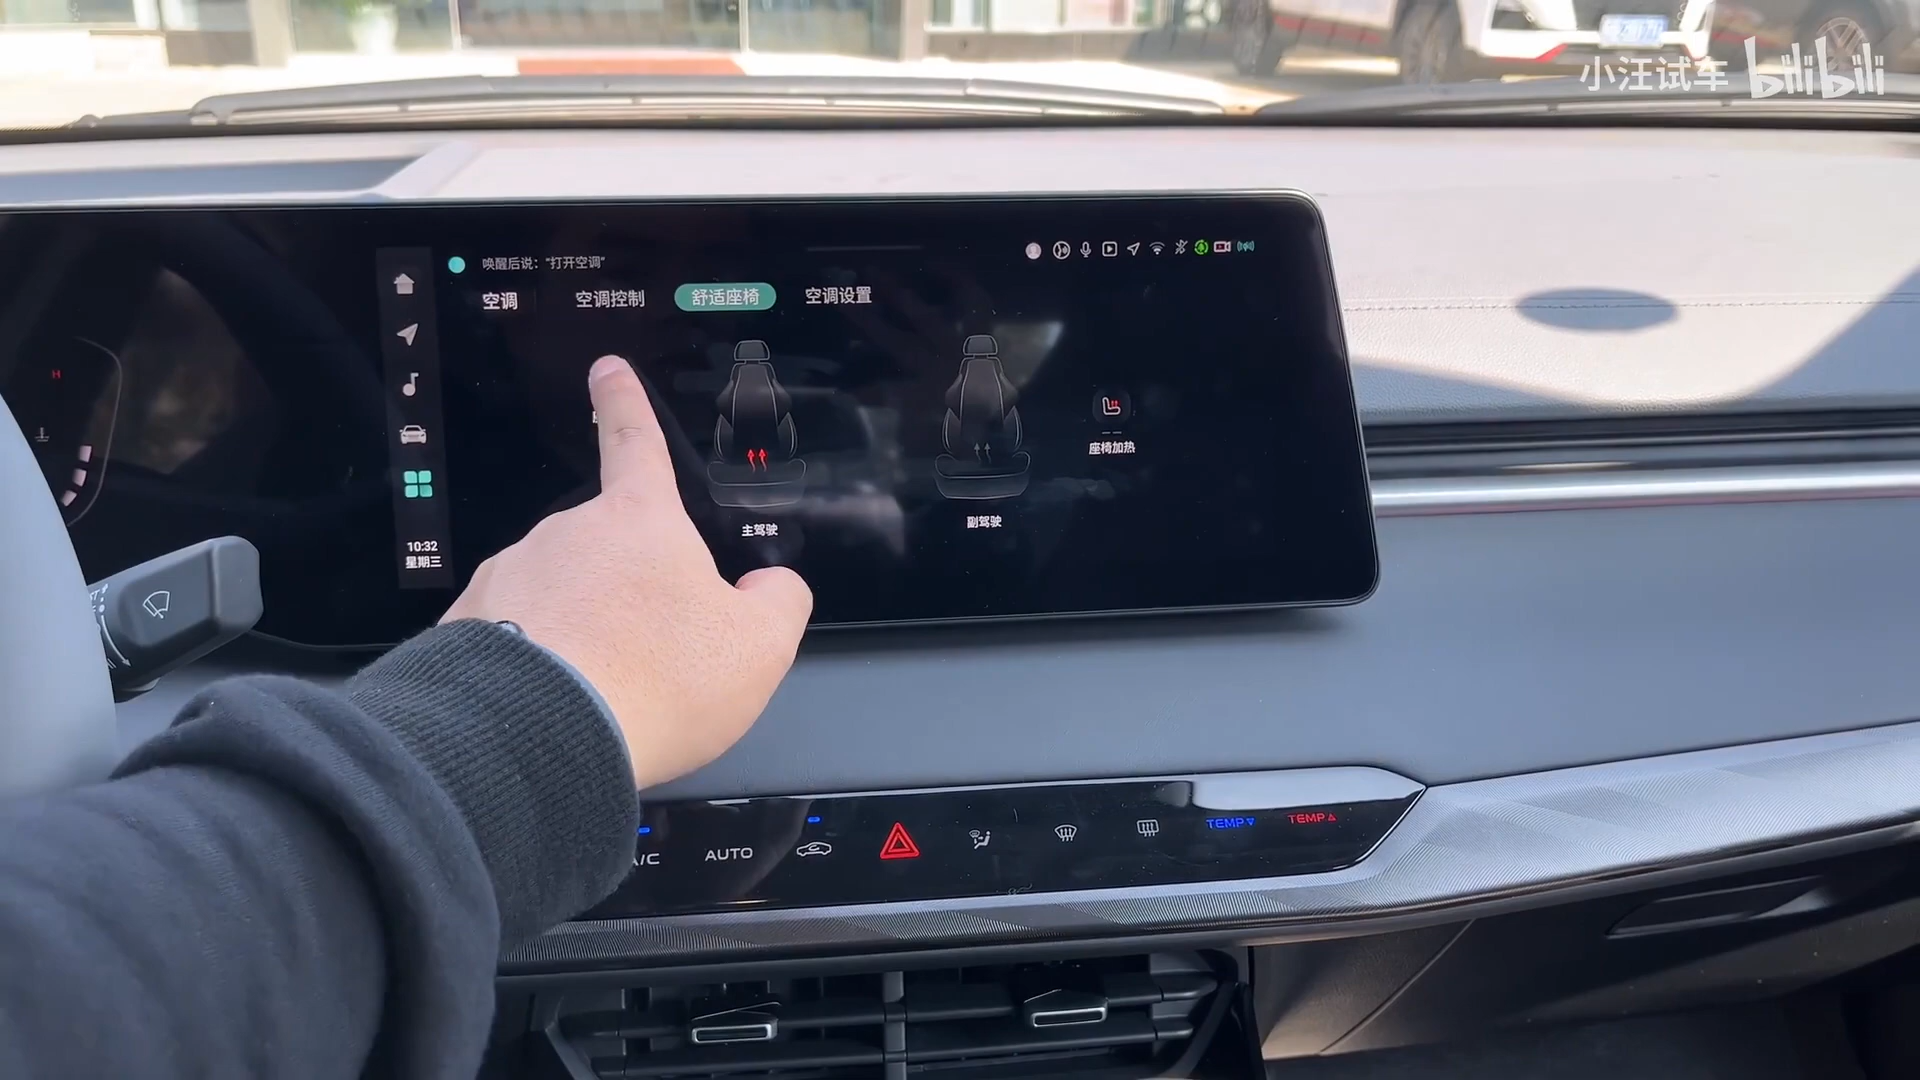 小汪试车 bilibili
唤醒后说：“打开空调”
空调 空调控制 舒适座椅 空调设置
H
座椅加热
主驾驶 副驾驶
10:32
星期三
A/C AUTO TEMP TEMP